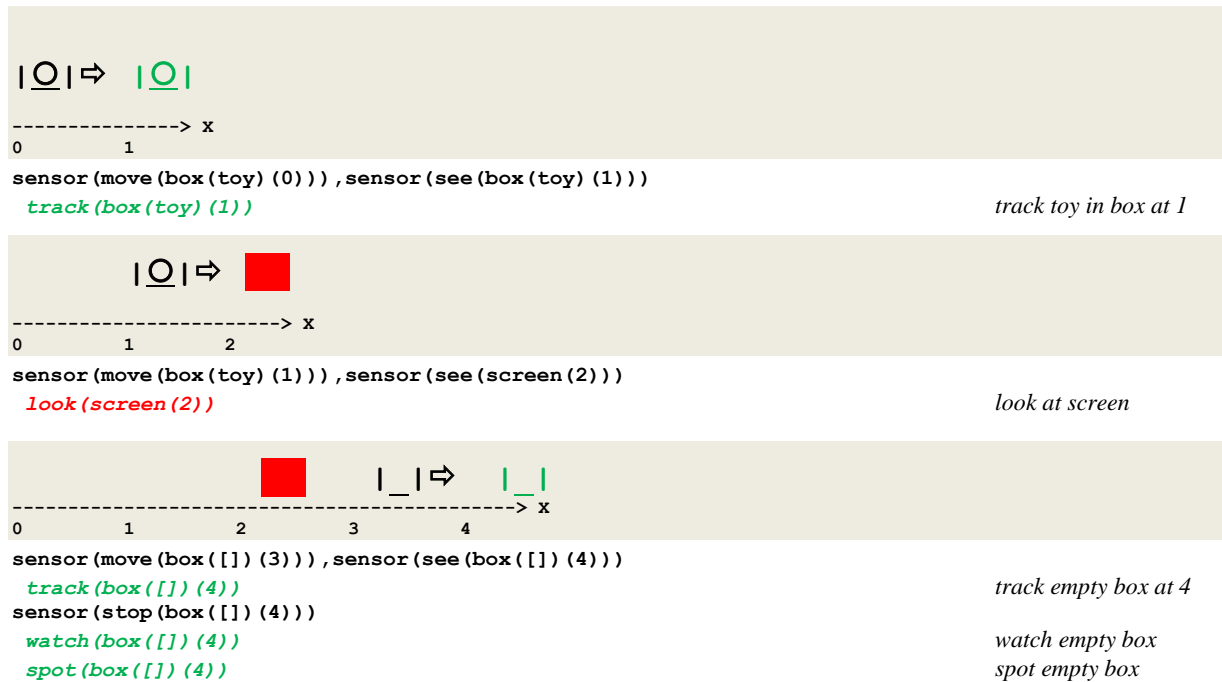 |O|⇨ |O|
---------------> X
0 1
sensor(move(box(toy)(0))),sensor(see(box(toy)(1)))
track(box(toy)(1)) track toy in box at 1
|O|⇨
------------------------> X
0 1 2
sensor(move(box(toy)(1))),sensor(see(screen(2)))
look(screen(2)) look at screen
|_|⇨ |_|
---------------------------------------------> X
0 1 2 3 4
sensor(move(box([])(3))),sensor(see(box([])(4)))
track(box([])(4)) track empty box at 4
sensor(stop(box([])(4)))
watch(box([])(4)) watch empty box
spot(box([])(4)) spot empty box